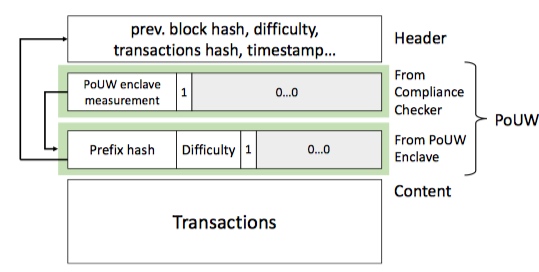 prev. block hash, difficulty,
transactions hash, timestamp...
Header
PoUW enclave
measurement
1
0...0
From
Compliance
Checker
PoUW
Prefix hash
Difficulty
1
0...0
From PoUW
Enclave
Content
Transactions